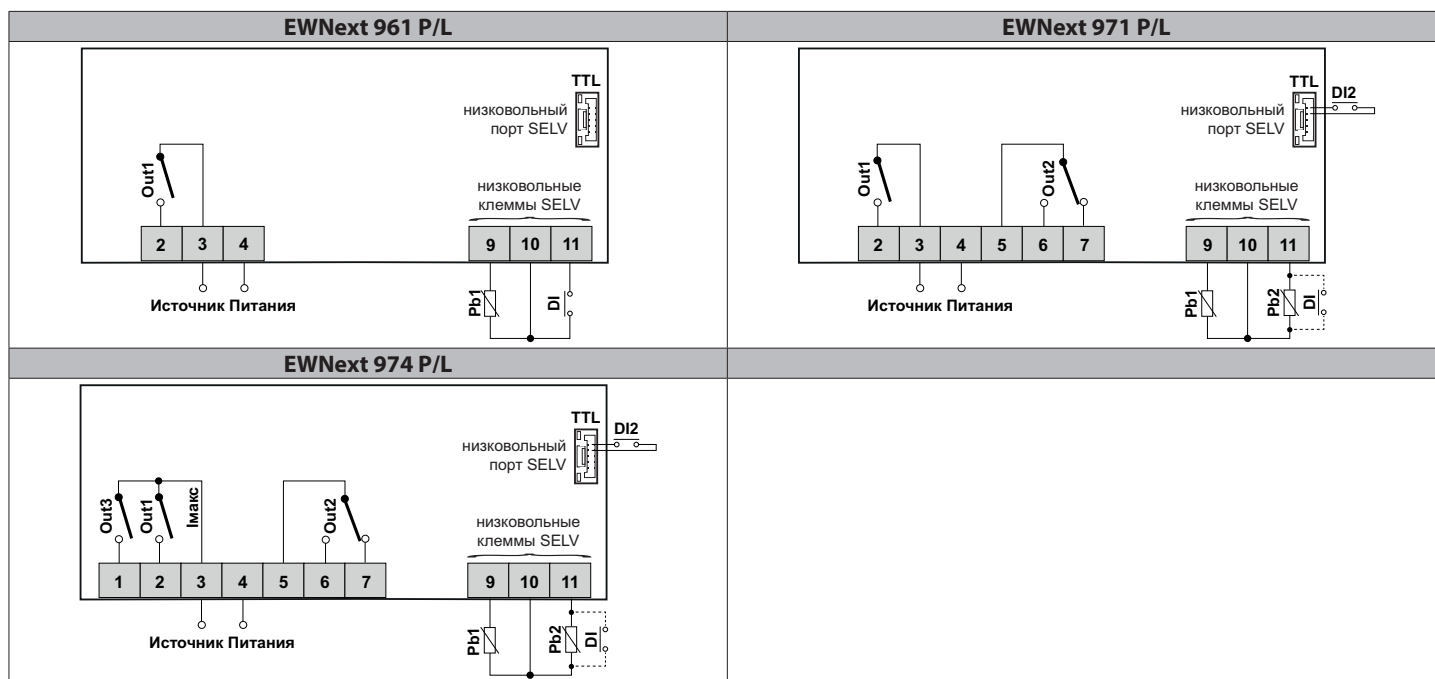 EWNext 961 P/L
TTL
низковольный
порт SELV
Out1
низковольные
клеммы SELV
2 3 4
9 10 11
Источник Питания
Pb1
DI
EWNext 971 P/L
TTL
DI2
низковольный
порт SELV
Out1
Out2
низковольные
клеммы SELV
2 3 4 5 6 7
9 10 11
Источник Питания
Pb1
Pb2
DI
EWNext 974 P/L
TTL
DI2
низковольный
порт SELV
Out3
Out1
Iмакс
Out2
низковольные
клеммы SELV
1 2 3 4 5 6 7
9 10 11
Источник Питания
Pb1
Pb2
DI